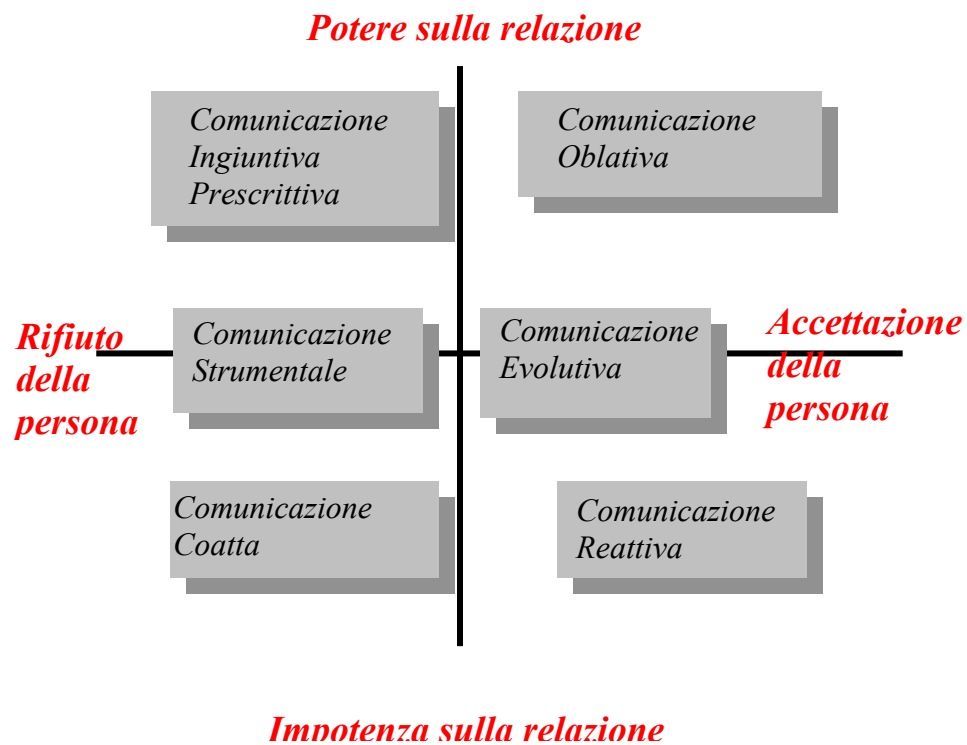 Potere sulla relazione
Comunicazione
Ingiuntiva
Prescrittiva
Comunicazione
Oblativa
Rifiuto
della
persona
Comunicazione
Strumentale
Comunicazione
Evolutiva
Accettazione
della
persona
Comunicazione
Coatta
Comunicazione
Reattiva
Impotenza sulla relazione